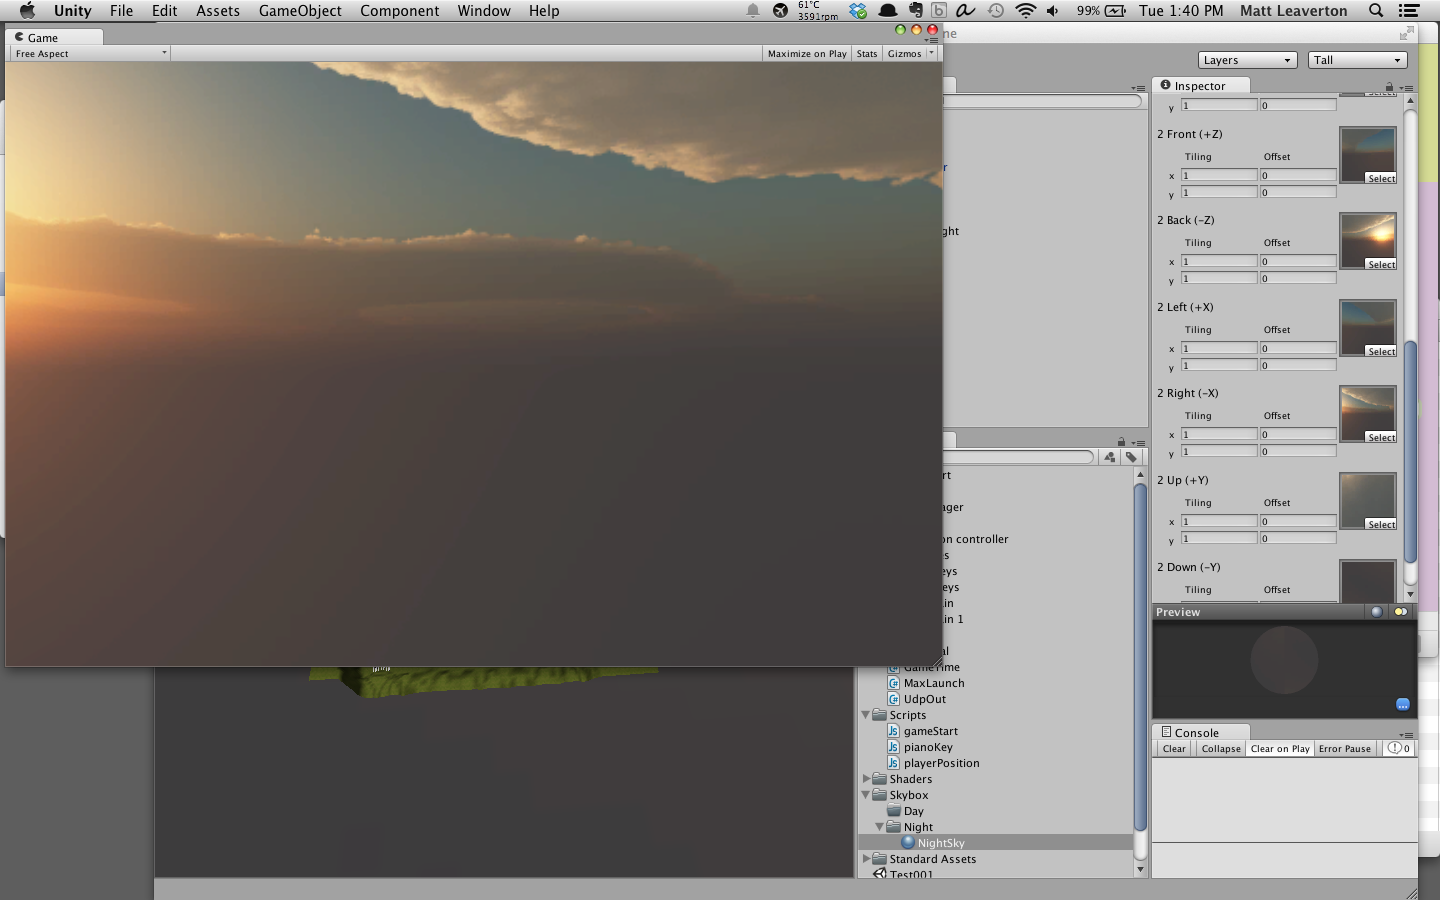 Unity File Edit Assets GameObject Component Window Help 61°C 3591rpm 99% Tue 1:40 PM Matt Leaverton
Game
Free Aspect Maximize on Play Stats Gizmos
ne
Layers Tall
Inspector
Select
y 1 0
2 Front (+Z)
Tiling Offset
x 1 0
y 1 0
Select
2 Back (-Z)
Tiling Offset
x 1 0
y 1 0
Select
2 Left (+X)
Tiling Offset
x 1 0
y 1 0
Select
2 Right (-X)
Tiling Offset
x 1 0
y 1 0
Select
2 Up (+Y)
Tiling Offset
x 1 0
y 1 0
Select
2 Down (-Y)
Tiling Offset
Preview
Console
Clear Collapse Clear on Play Error Pause 0
r
ght
rt
ager
on controller
es
eys
eys
in
in 1
al
GameTime
MaxLaunch
UdpOut
Scripts
gameStart
pianoKey
playerPosition
Shaders
Skybox
Day
Night
NightSky
Standard Assets
Test001